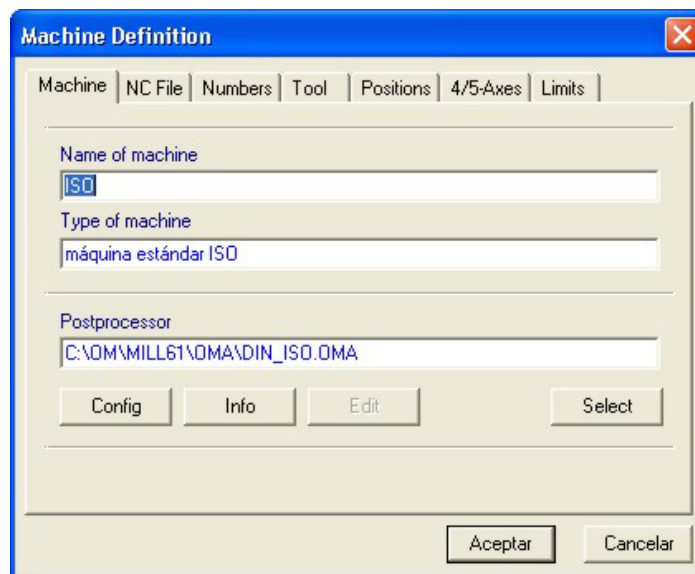 Machine Definition
Machine NC File Numbers Tool Positions 4/5-Axes Limits
Name of machine
ISO
Type of machine
máquina estándar ISO
Postprocessor
C:\OM\MILL61\OMA\DIN_ISO.OMA
Config Info Edit Select
Aceptar Cancelar